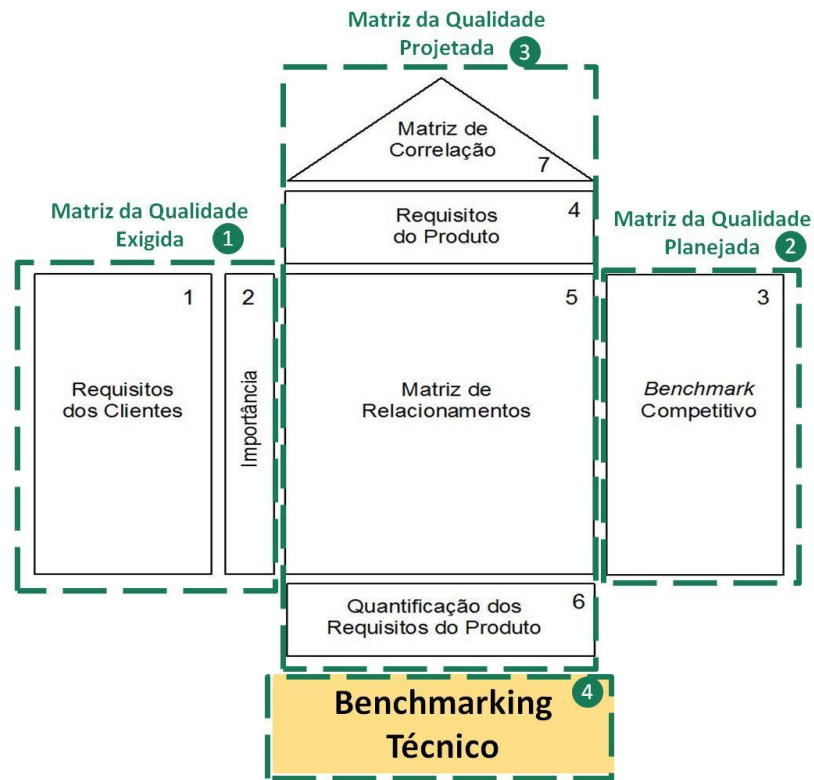 Matriz da Qualidade
Projetada 3
Matriz de
Correlação
7
Matriz da Qualidade
Exigida 1
Requisitos
do Produto
4
Matriz da Qualidade
Planejada 2
1
Requisitos
dos Clientes
2
Importância
5
Matriz de
Relacionamentos
3
Benchmark
Competitivo
Quantificação dos
Requisitos do Produto
6
Benchmarking
Técnico
4